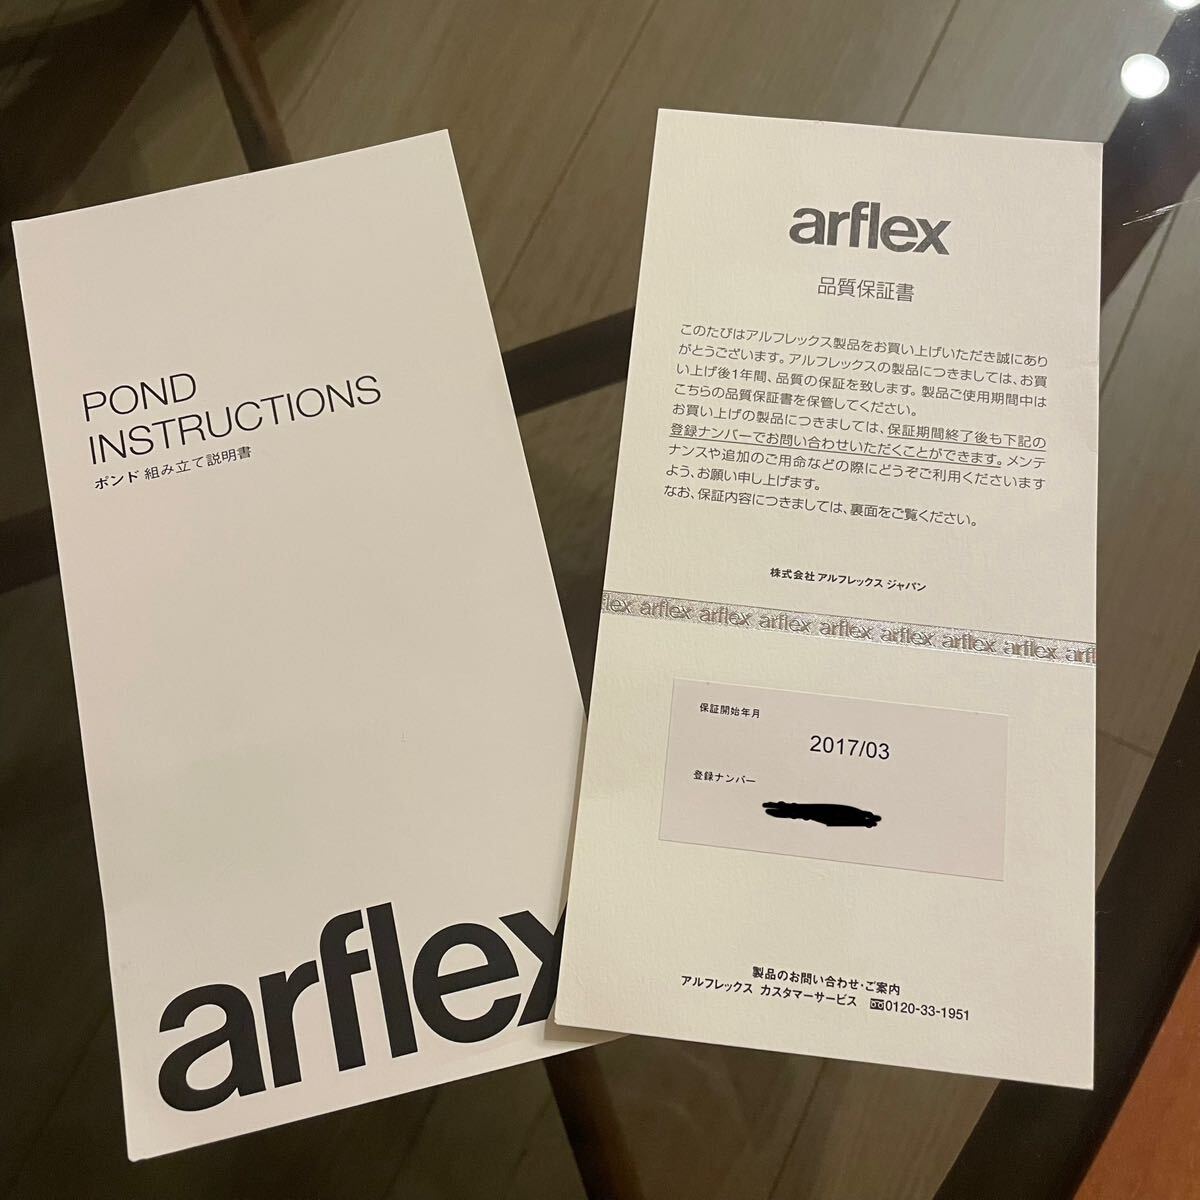 POND
INSTRUCTIONS
ポンド 組み立て説明書
arflex
arflex
品質保証書
このたびはアルフレックス製品をお買い上げいただき誠にあり
がとうございます。アルフレックスの製品につきましては、お買
い上げ後1年間、品質の保証を致します。製品ご使用期間中は
こちらの品質保証書を保管してください。
お買い上げの製品につきましては、保証期間終了後も下記の
登録ナンバーでお問い合わせいただくことができます。メンテ
ナンスや追加のご用命などの際にどうぞご利用くださいます
よう、お願い申し上げます。
なお、保証内容につきましては、裏面をご覧ください。
株式会社 アルフレックス ジャパン
flex arflex arflex arflex arflex arflex arflex arflex arf
保証開始年月
2017/03
登録ナンバー
製品のお問い合わせ・ご案内
アルフレックス カスタマーサービス 0120-33-1951